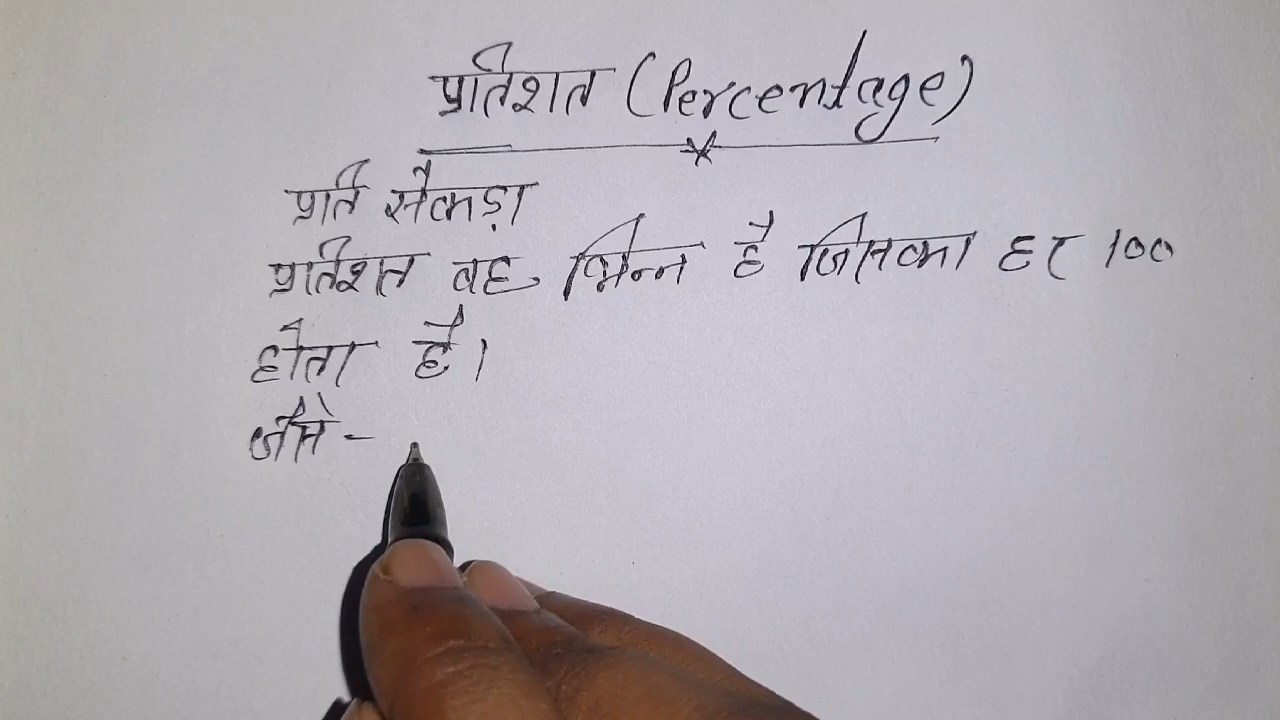 प्रतिशत (Percentage)
प्रति सैकड़ा
प्रतिशत वह भिन्न है जिसका हर 100
होता है।
जैसे -